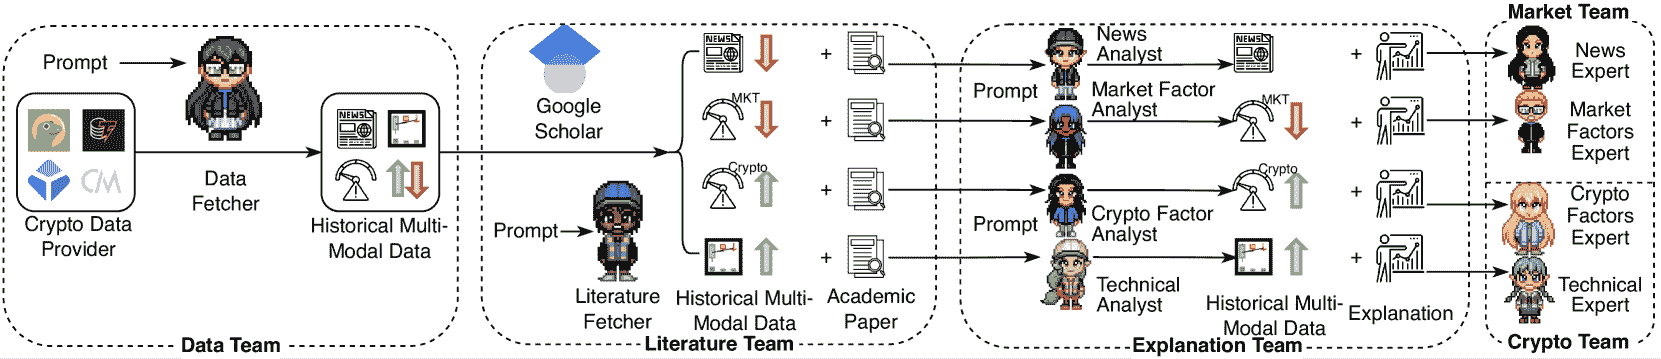 Prompt
Crypto Data
Provider
Data
Fetcher
NEWS
Historical Multi-
Modal Data
Data Team
Google
Scholar
Prompt
Literature
Fetcher
NEWS
MKT
Crypto
Historical Multi-
Modal Data
+
+
+
+
Academic
Paper
Literature Team
Prompt
Prompt
News
Analyst
Market Factor
Analyst
Crypto Factor
Analyst
Technical
Analyst
NEWS
MKT
Crypto
Historical Multi-
Modal Data
+
+
+
+
Explanation
Explanation Team
Market Team
News
Expert
Market
Factors
Expert
Crypto
Factors
Expert
Technical
Expert
Crypto Team
CM